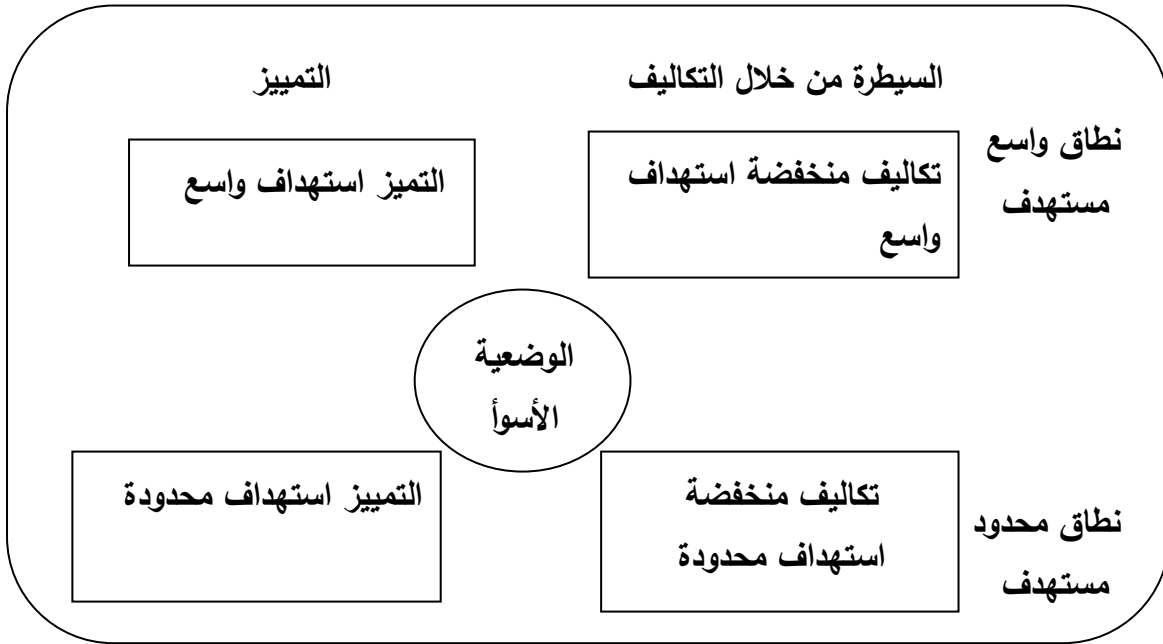 السيطرة من خلال التكاليف
التمييز
نطاق واسع
مستهدف
تكاليف منخفضة استهداف
واسع
التميز استهداف واسع
الوضعية
الأسوأ
نطاق محدود
مستهدف
تكاليف منخفضة
استهداف محدودة
التمييز استهداف محدودة